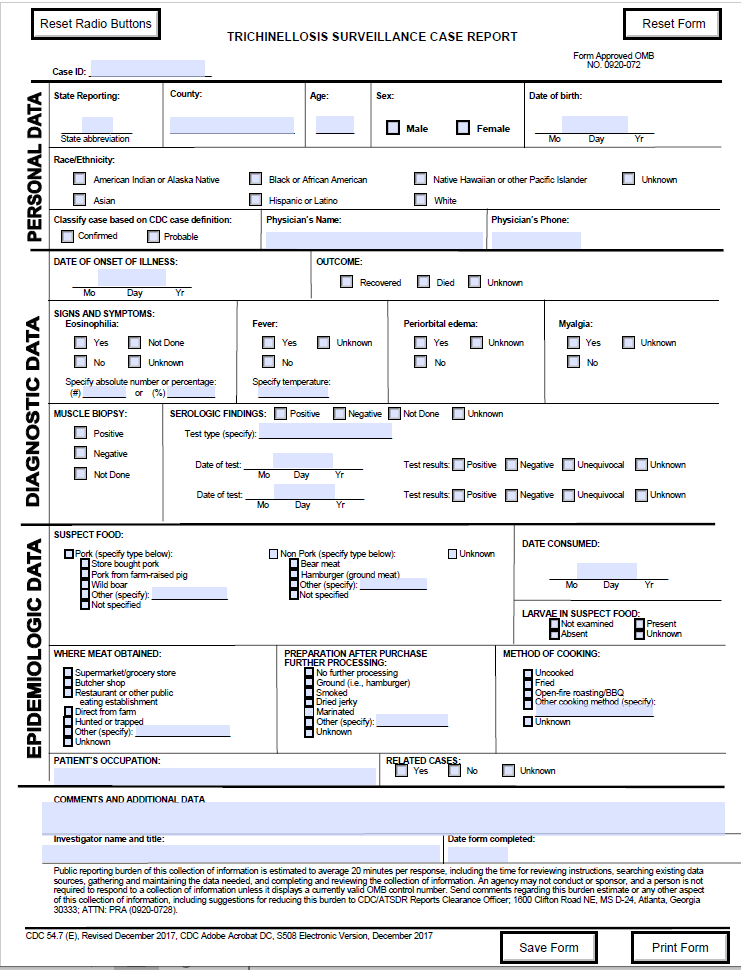 Reset Radio Buttons
Reset Form
TRICHINELLOSIS SURVEILLANCE CASE REPORT
Form Approved OMB
NO. 0920-072
Case ID:
PERSONAL DATA
State Reporting:
County:
Age:
Sex:
Date of birth:
Male
Female
State abbreviation
Mo Day Yr
Race/Ethnicity:
American Indian or Alaska Native
Black or African American
Native Hawaiian or other Pacific Islander
Unknown
Asian
Hispanic or Latino
White
Classify case based on CDC case definition:
Physician's Name:
Physician's Phone:
Confirmed
Probable
DIAGNOSTIC DATA
DATE OF ONSET OF ILLNESS:
OUTCOME:
Recovered
Died
Unknown
Mo Day Yr
SIGNS AND SYMPTOMS:
Eosinophilia:
Fever:
Periorbital edema:
Myalgia:
Yes Not Done Yes Unknown Yes Unknown Yes Unknown
No Unknown No No No
Specify absolute number or percentage:
Specify temperature:
(#) or (%)
MUSCLE BIOPSY:
SEROLOGIC FINDINGS: Positive Negative Not Done Unknown
Positive
Test type (specify):
Negative
Date of test:
Test results: Positive Negative Unequivocal Unknown
Not Done
Mo Day Yr
Date of test:
Test results: Positive Negative Unequivocal Unknown
Mo Day Yr
EPIDEMIOLOGIC DATA
SUSPECT FOOD:
DATE CONSUMED:
Pork (specify type below):
Non Pork (specify type below):
Unknown
Store bought pork
Bear meat
Pork from farm-raised pig
Hamburger (ground meat)
Wild boar
Other (specify):
Mo Day Yr
Other (specify):
Not specified
Not specified
LARVAE IN SUSPECT FOOD:
Not examined Present
Absent Unknown
WHERE MEAT OBTAINED:
PREPARATION AFTER PURCHASE
FURTHER PROCESSING:
METHOD OF COOKING:
Supermarket/grocery store
No further processing
Uncooked
Butcher shop
Ground (i.e., hamburger)
Fried
Restaurant or other public
eating establishment
Smoked
Open-fire roasting/BBQ
Dried jerky
Other cooking method (specify):
Direct from farm
Marinated
Hunted or trapped
Other (specify):
Unknown
Other (specify):
Unknown
Unknown
PATIENT'S OCCUPATION:
RELATED CASES:
Yes No Unknown
COMMENTS AND ADDITIONAL DATA
Investigator name and title:
Date form completed:
Public reporting burden of this collection of information is estimated to average 20 minutes per response, including the time for reviewing instructions, searching existing data
sources, gathering and maintaining the data needed, and completing and reviewing the collection of information. An agency may not conduct or sponsor, and a person is not
required to respond to a collection of information unless it displays a currently valid OMB control number. Send comments regarding this burden estimate or any other aspect
of this collection of information, including suggestions for reducing this burden to CDC/ATSDR Reports Clearance Officer; 1600 Clifton Road NE, MS D-24, Atlanta, Georgia
30333; ATTN: PRA (0920-0728).
CDC 54.7 (E), Revised December 2017, CDC Adobe Acrobat DC, S508 Electronic Version, December 2017
Save Form
Print Form